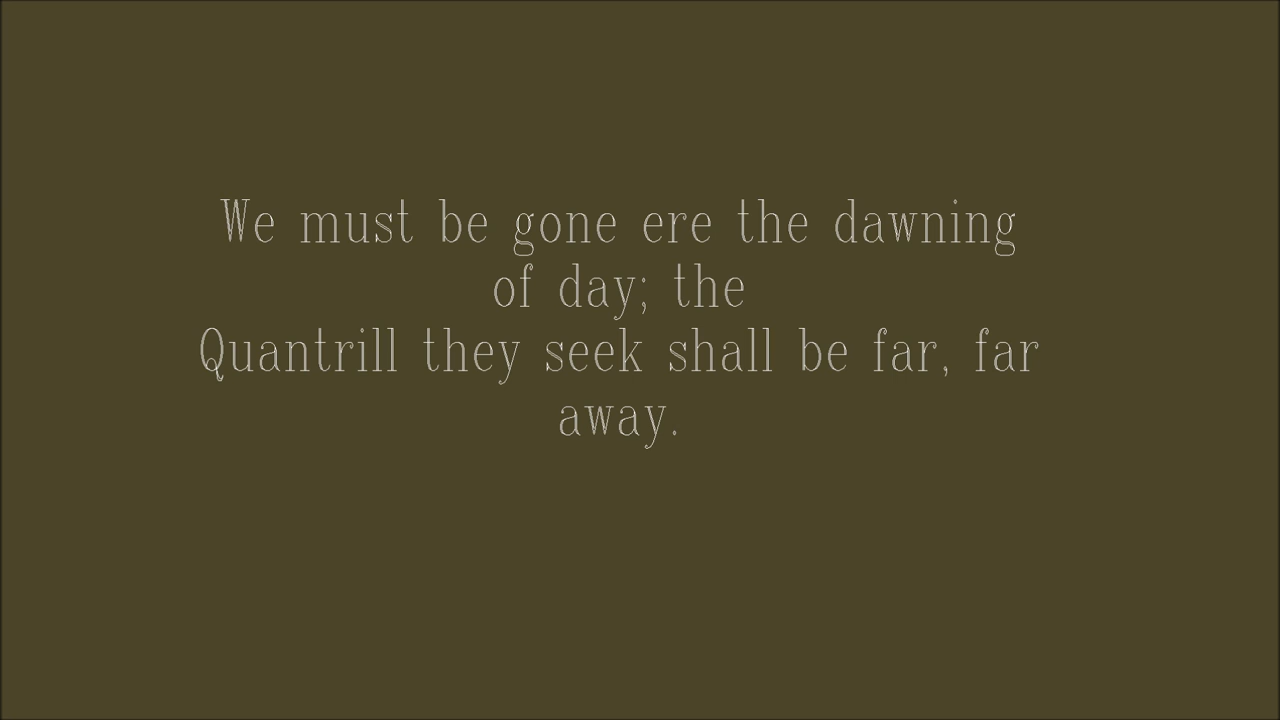 We must be gone ere the dawning
of day; the
Quantrill they seek shall be far, far
away.